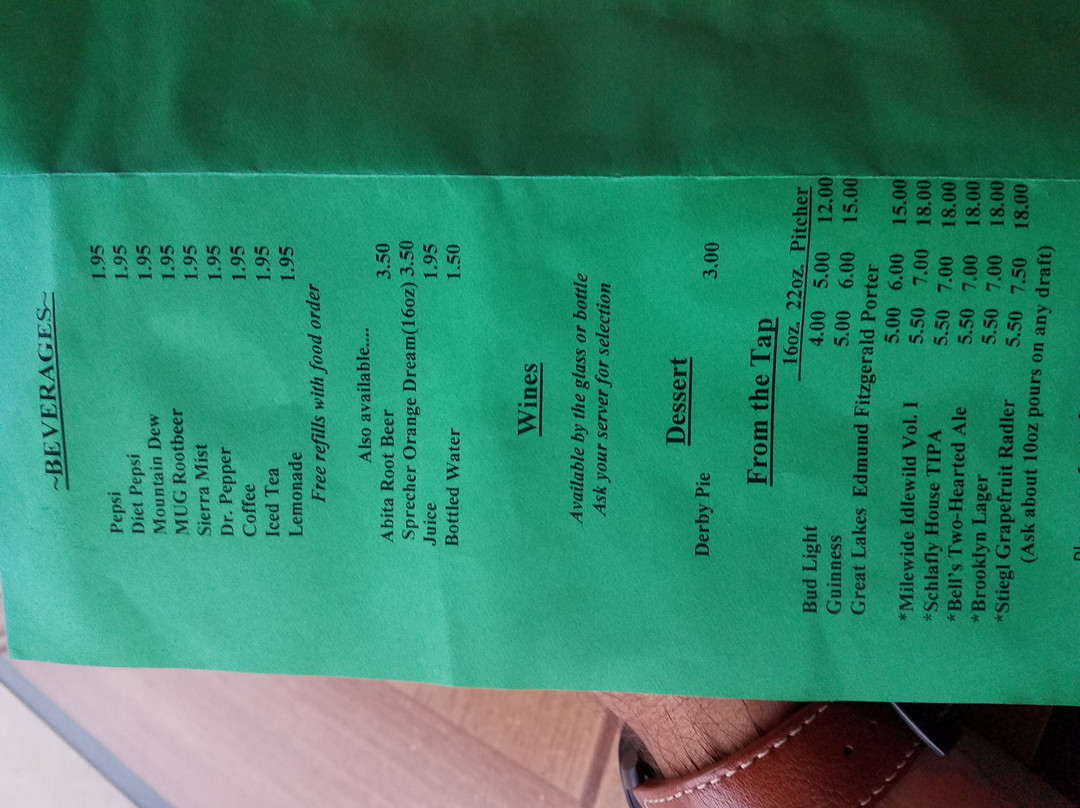 ~BEVERAGES~
Pepsi 1.95
Diet Pepsi 1.95
Mountain Dew 1.95
MUG Rootbeer 1.95
Sierra Mist 1.95
Dr. Pepper 1.95
Coffee 1.95
Iced Tea 1.95
Lemonade 1.95
Free refills with food order
Also available....
Abita Root Beer 3.50
Sprecher Orange Dream(16oz) 3.50
Juice 1.95
Bottled Water 1.50
Wines
Available by the glass or bottle
Ask your server for selection
Dessert
Derby Pie 3.00
From the Tap
16oz. 22oz. Pitcher
Bud Light 4.00 5.00 12.00
Guinness 5.00 6.00 15.00
Great Lakes Edmund Fitzgerald Porter
5.00 6.00 15.00
*Milewide Idlewild Vol. I 5.50 7.00 18.00
*Schlafly House TIPA 5.50 7.00 18.00
*Bell's Two-Hearted Ale 5.50 7.00 18.00
*Brooklyn Lager 5.50 7.00 18.00
*Stiegl Grapefruit Radler 5.50 7.50 18.00
(Ask about 10oz pours on any draft)